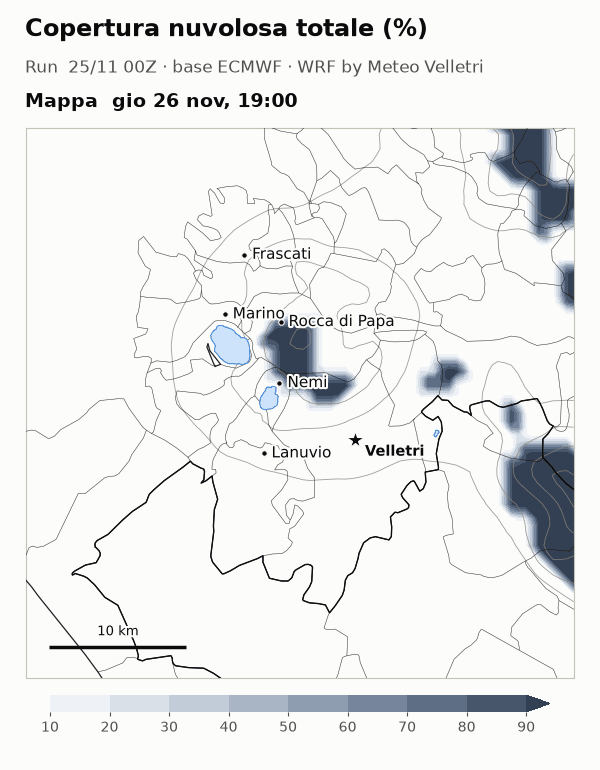 Copertura nuvolosa totale (%)
Run  25/11 00Z · base ECMWF · WRF by Meteo Velletri
Mappa  gio 26 nov, 19:00
Frascati
Marino
Rocca di Papa
Nemi
Velletri
Lanuvio
10 km
10 20 30 40 50 60 70 80 90